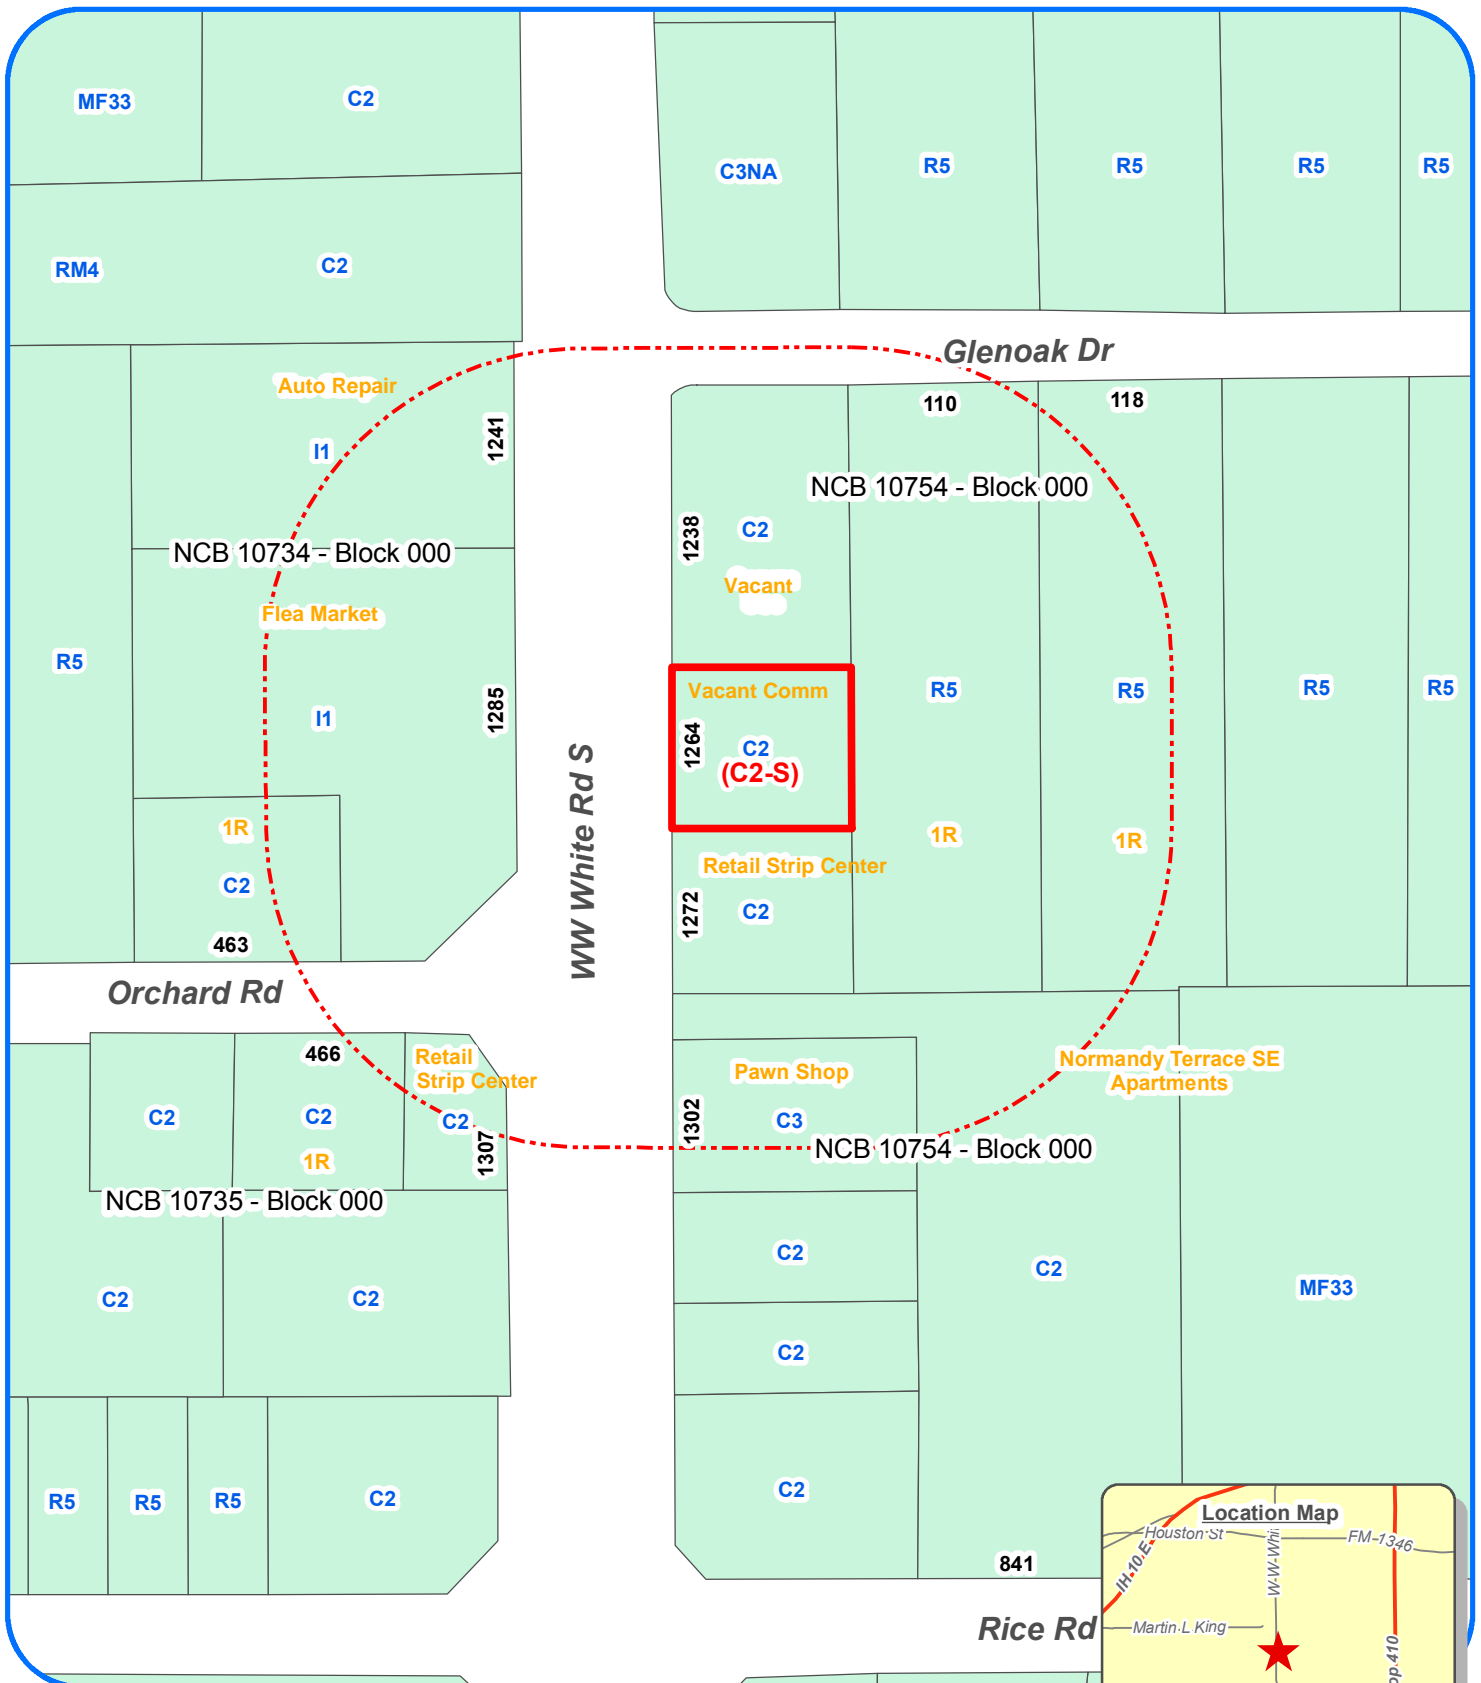 MF33
C2
C3NA
R5
R5
R5
R5
RM4
C2
Glenoak Dr
Auto Repair
I1
1241
110
118
NCB 10754 - Block 000
1238
C2
Vacant
NCB 10734 - Block 000
Flea Market
R5
I1
1285
Vacant Comm
1264
C2
(C2-S)
R5
R5
R5
R5
WW White Rd S
1R
C2
463
1R
1R
Retail Strip Center
1272
C2
Orchard Rd
466
Retail
Strip Center
C2
C2
C2
1R
1307
Pawn Shop
1302
C3
Normandy Terrace SE
Apartments
NCB 10754 - Block 000
NCB 10735 - Block 000
C2
C2
C2
C2
MF33
C2
C2
R5
R5
R5
C2
C2
841
Rice Rd
Location Map
Houston St
FM-1346
IH 10 E
W-W-Whi
Martin L King
op 410